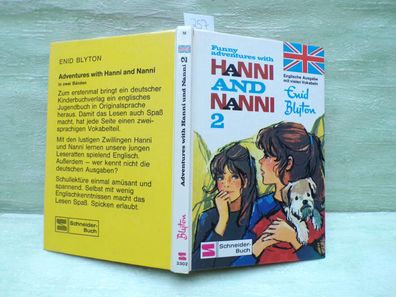 257
ENID BLYTON
Adventures with Hanni and Nanni
in zwei Bänden
Zum erstenmal bringt ein deutscher
Kinderbuchverlag ein englisches
Jugendbuch in Originalsprache
heraus. Damit das Lesen auch Spaß
macht, hat jede Seite einen zwei-
sprachigen Vokabelteil.
Mit den lustigen Zwillingen Hanni
und Nanni lernen unsere jungen
Leseratten spielend Englisch.
Außerdem – wer kennt nicht die
deutschen Ausgaben?
Schullektüre einmal amüsant und
spannend. Selbst mit wenig
Englischkenntnissen macht das
Lesen Spaß. Spicken erlaubt.
S
Schneider-
Buch
M
Adventures with Hanni und Nanni 2
Blyton
S
3302
Funny
adventures with
HANNI
AND
NANNI
2
Englische Ausgabe
mit vielen Vokabeln
Enid
Blyton
S
Schneider-
Buch